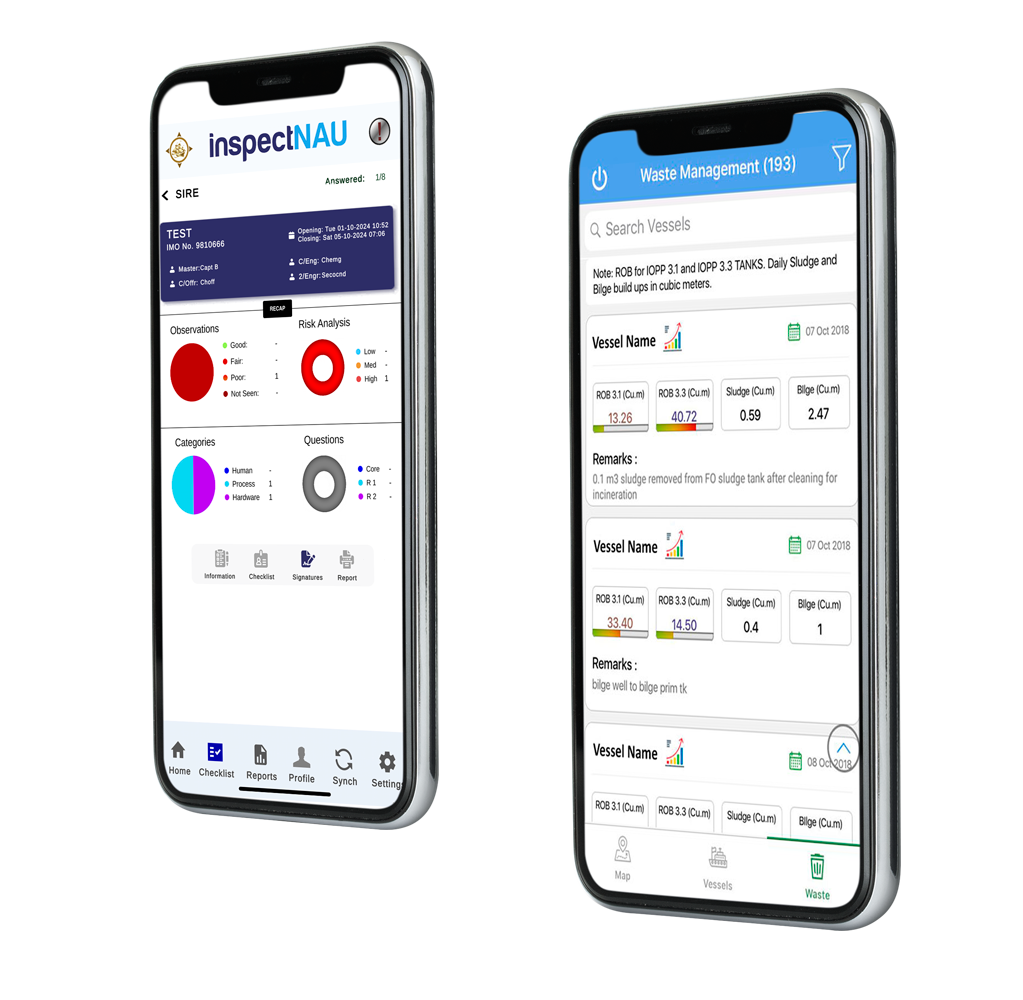 inspectNAU
Answered: 1/8
SIRE
TEST
IMO No. 9810666
Opening: Tue 01-10-2024 10:52
Closing: Sat 05-10-2024 07:06
Master:Capt B
C/Eng: Chemg
C/Offr: Choff
2/Engr:Secocnd
RECAP
Observations
Good: -
Fair: -
Poor: 1
Not Seen: -
Risk Analysis
Low -
Med -
High 1
Categories
Human -
Process 1
Hardware 1
Questions
Core -
R 1 -
R 2 -
Information
Checklist
Signatures
Report
Home
Checklist
Reports
Profile
Synch
Settings
Waste Management (193)
Search Vessels
Note: ROB for IOPP 3.1 and IOPP 3.3 TANKS. Daily Sludge and
Bilge build ups in cubic meters.
Vessel Name
07 Oct 2018
ROB 3.1 (Cu.m)
13.26
ROB 3.3 (Cu.m)
40.72
Sludge (Cu.m)
0.59
Bilge (Cu.m)
2.47
Remarks :
0.1 m3 sludge removed from FO sludge tank after cleaning for
incineration
Vessel Name
07 Oct 2018
ROB 3.1 (Cu.m)
33.40
ROB 3.3 (Cu.m)
14.50
Sludge (Cu.m)
0.4
Bilge (Cu.m)
1
Remarks :
bilge well to bilge prim tk
Vessel Name
08 Oct 2018
ROB 3.1 (Cu.m)
ROB 3.3 (Cu.m)
Sludge (Cu.m)
Bilge (Cu.m)
Map
Vessels
Waste